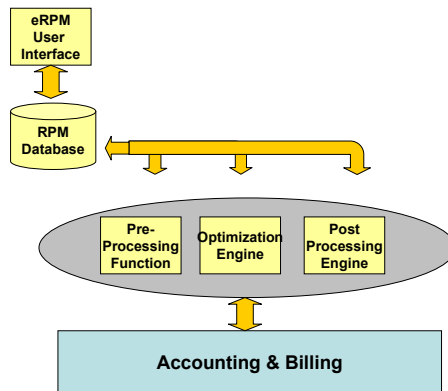 eRPM
User
Interface
RPM
Database
Pre-
Processing
Function
Optimization
Engine
Post
Processing
Engine
Accounting & Billing